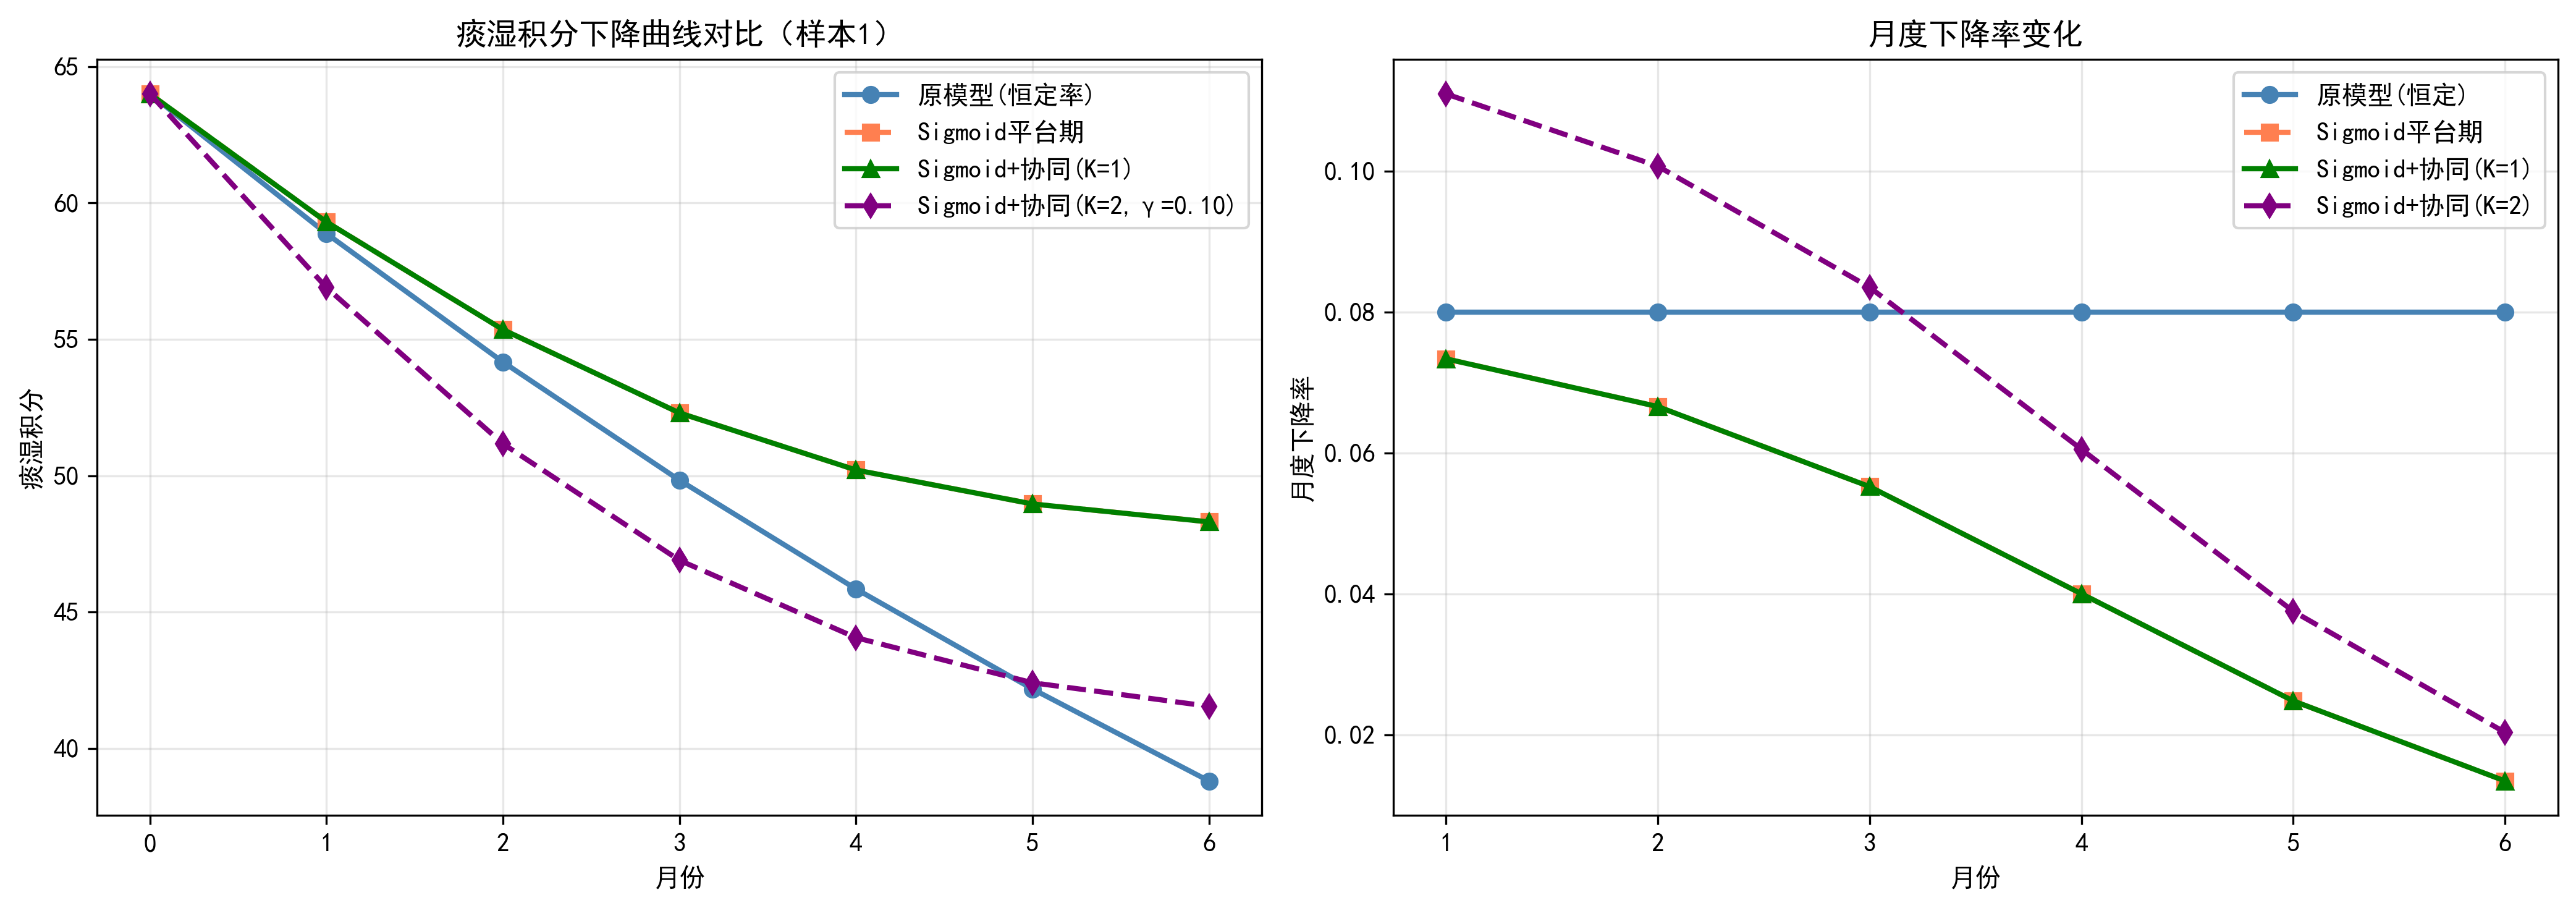 痰湿积分下降曲线对比（样本1）
65
60
55
50
45
40
痰湿积分
0 1 2 3 4 5 6
月份
原模型(恒定率)
Sigmoid平台期
Sigmoid+协同(K=1)
Sigmoid+协同(K=2, γ=0.10)
月度下降率变化
0.10
0.08
0.06
0.04
0.02
月度下降率
1 2 3 4 5 6
月份
原模型(恒定)
Sigmoid平台期
Sigmoid+协同(K=1)
Sigmoid+协同(K=2)